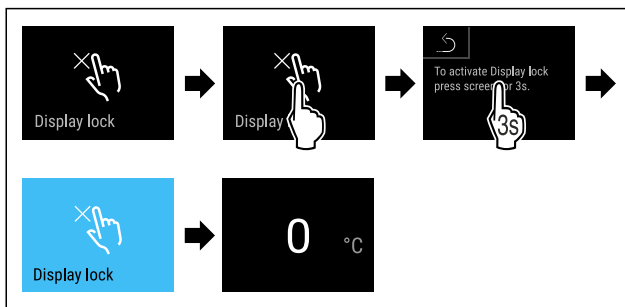 Display lock
Display
To activate Display lock
press screen for 3s.
3s
Display lock
0 °C